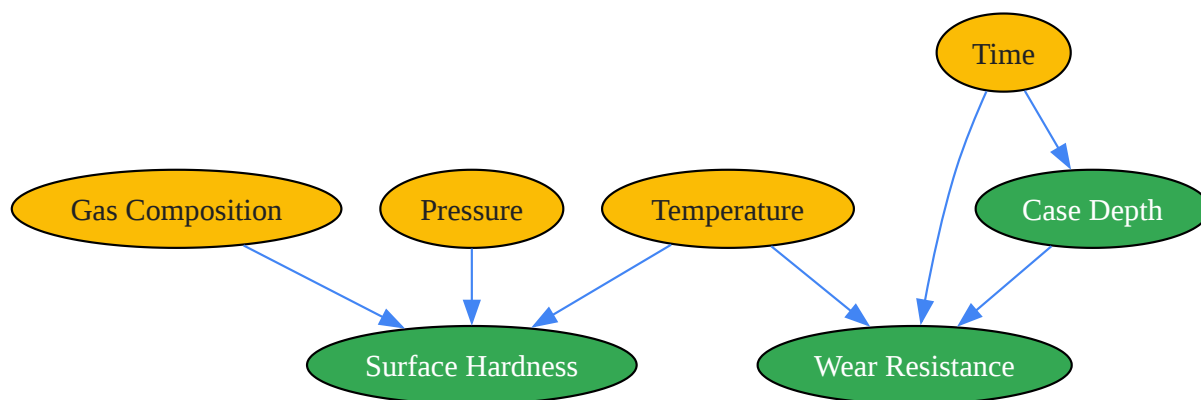 Time
Gas Composition
Pressure
Temperature
Case Depth
Surface Hardness
Wear Resistance